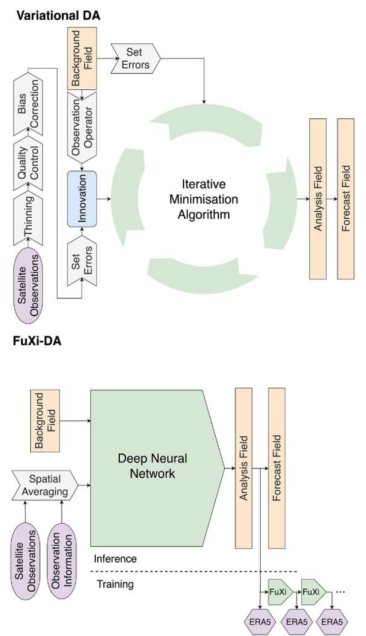 Variational DA
Background
Field
Set
Errors
Bias
Correction
Quality
Control
Thinning
Satellite
Observations
Observation
Operator
Innovation
Set
Errors
Iterative
Minimisation
Algorithm
Analysis Field
Forecast Field
FuXi-DA
Background
Field
Spatial
Averaging
Satellite
Observations
Observation
Information
Deep Neural
Network
Analysis Field
Forecast Field
Inference
Training
FuXi
FuXi
...
ERA5
ERA5
ERA5